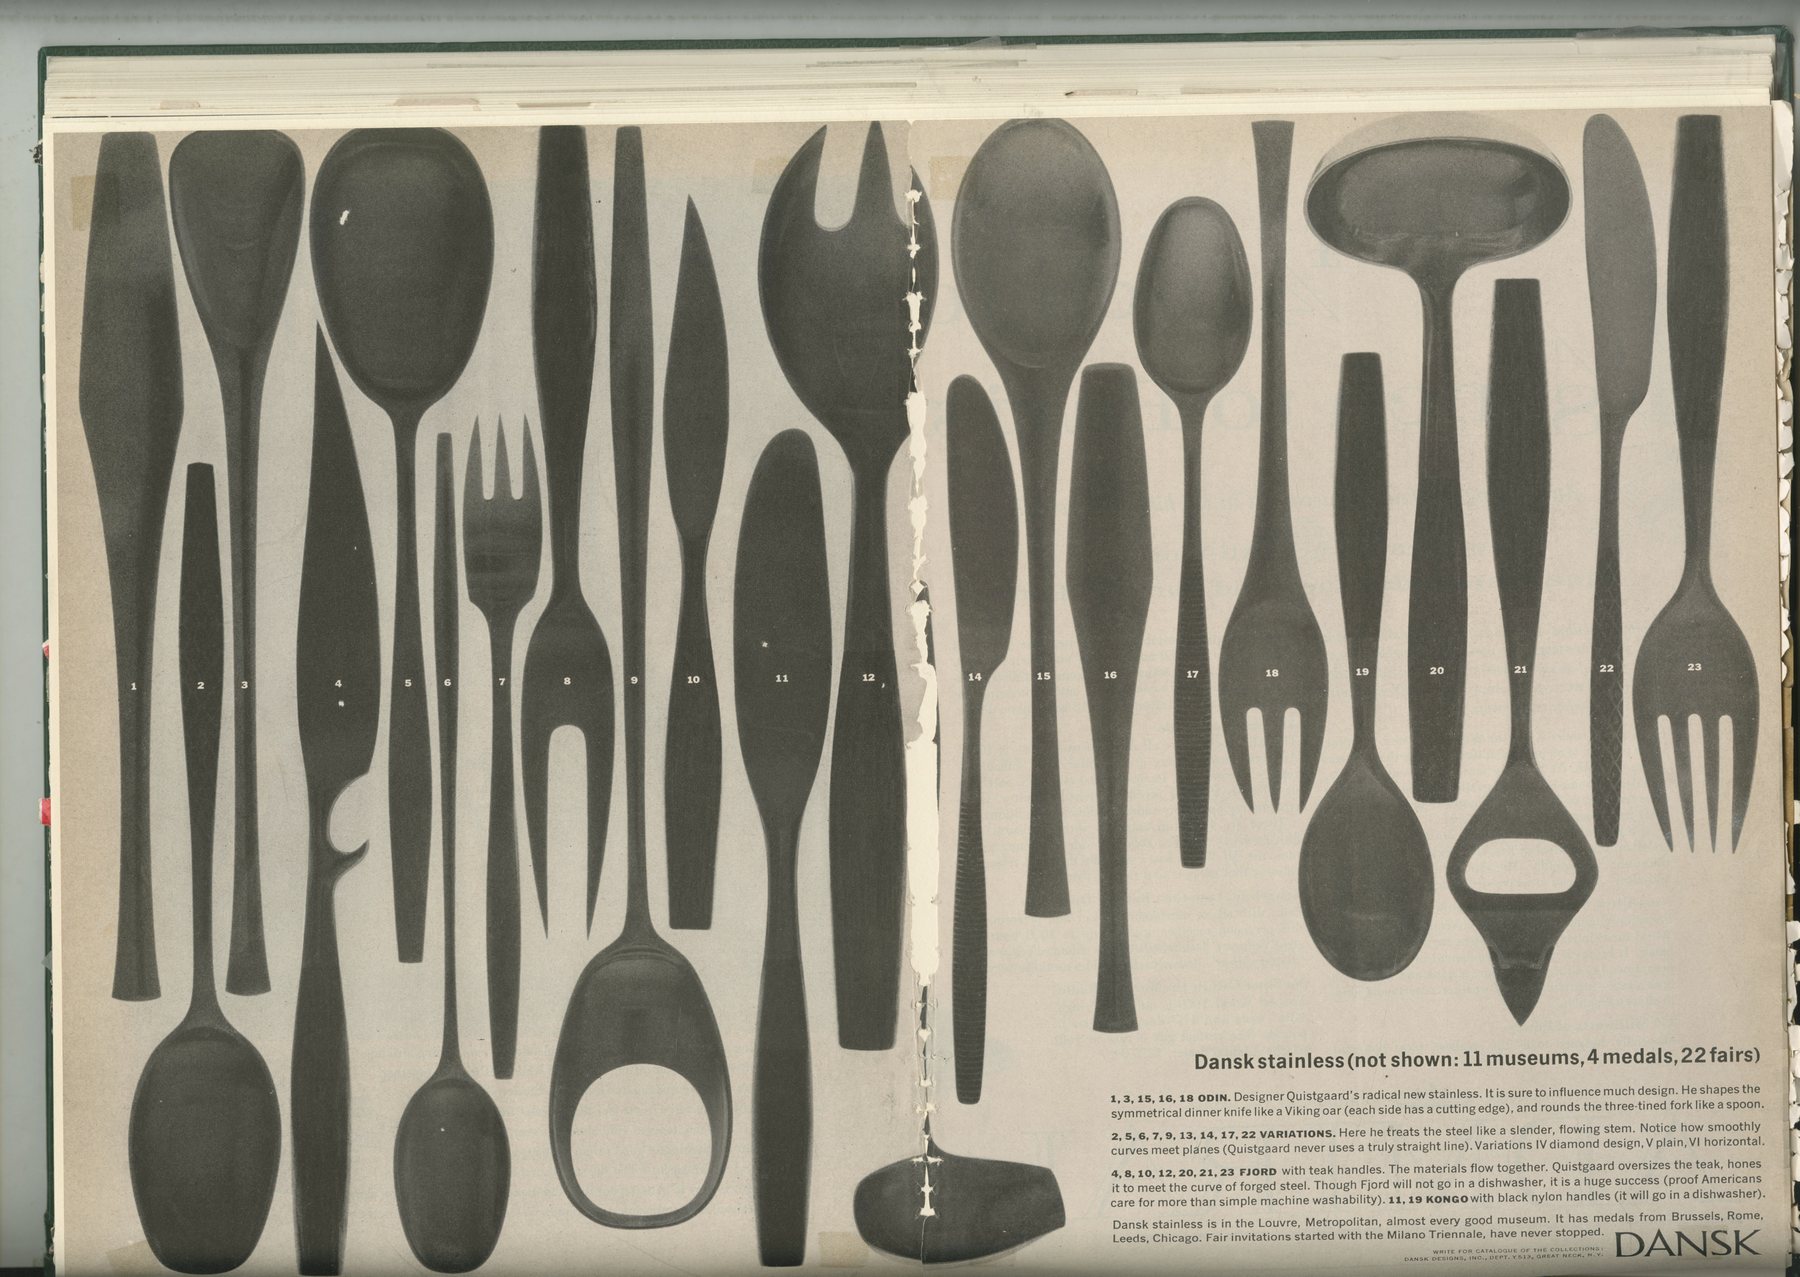 1
2
3
4
5
6
7
8
9
10
11
12
14
15
16
17
18
19
20
21
22
23
Dansk stainless (not shown: 11 museums, 4 medals, 22 fairs)
1, 3, 15, 16, 18 ODIN. Designer Quistgaard's radical new stainless. It is sure to influence much design. He shapes the
symmetrical dinner knife like a Viking oar (each side has a cutting edge), and rounds the three-tined fork like a spoon.
2, 5, 6, 7, 9, 13, 14, 17, 22 VARIATIONS. Here he treats the steel like a slender, flowing stem. Notice how smoothly
curves meet planes (Quistgaard never uses a truly straight line). Variations IV diamond design, V plain, VI horizontal.
4, 8, 10, 12, 20, 21, 23 FJORD with teak handles. The materials flow together. Quistgaard oversizes the teak, hones
it to meet the curve of forged steel. Though Fjord will not go in a dishwasher, it is a huge success (proof Americans
care for more than simple machine washability). 11, 19 KONGO with black nylon handles (it will go in a dishwasher).
Dansk stainless is in the Louvre, Metropolitan, almost every good museum. It has medals from Brussels, Rome,
Leeds, Chicago. Fair invitations started with the Milano Triennale, have never stopped.
WRITE FOR CATALOGUE OF THE COLLECTIONS:
DANSK DESIGNS, INC., DEPT. Y513, GREAT NECK, N.Y.
DANSK